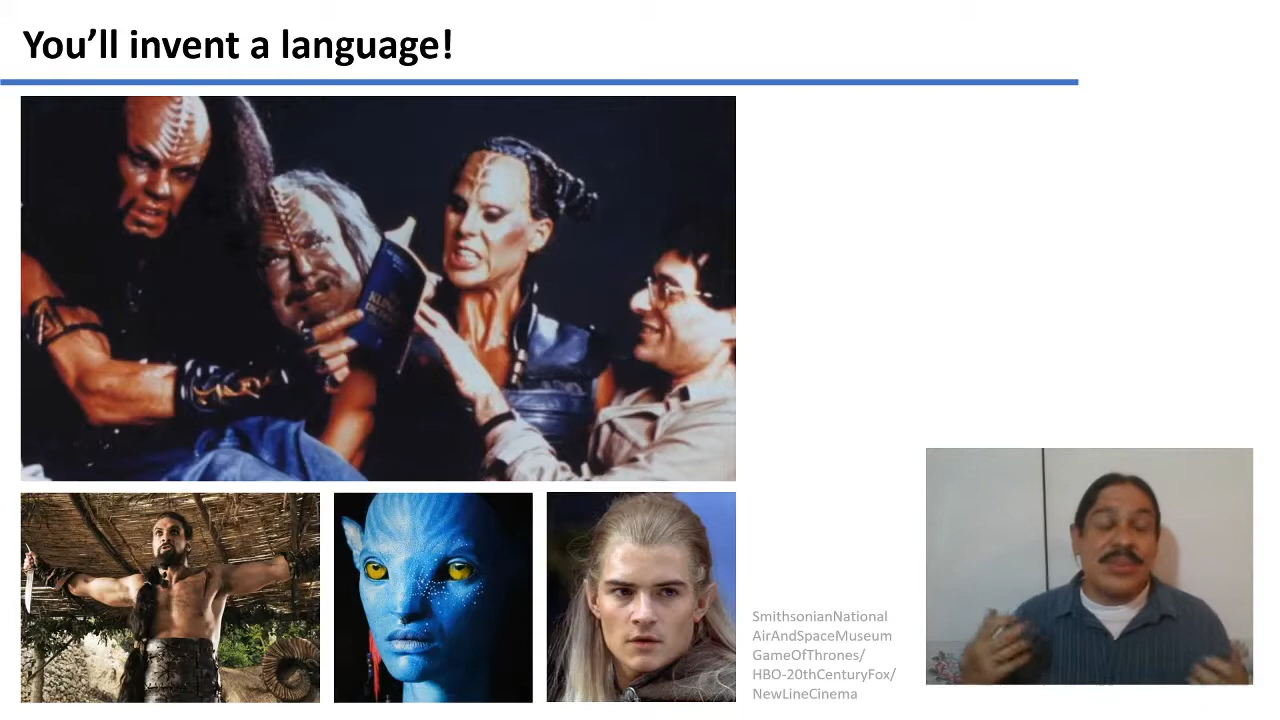 You'll invent a language!
SmithsonianNational
AirAndSpaceMuseum
GameOfThrones/
HBO-20thCenturyFox/
NewLineCinema